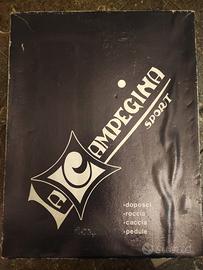 LA CAMPEGINA
SPORT
-doposci
-roccia
-caccia
-pedule